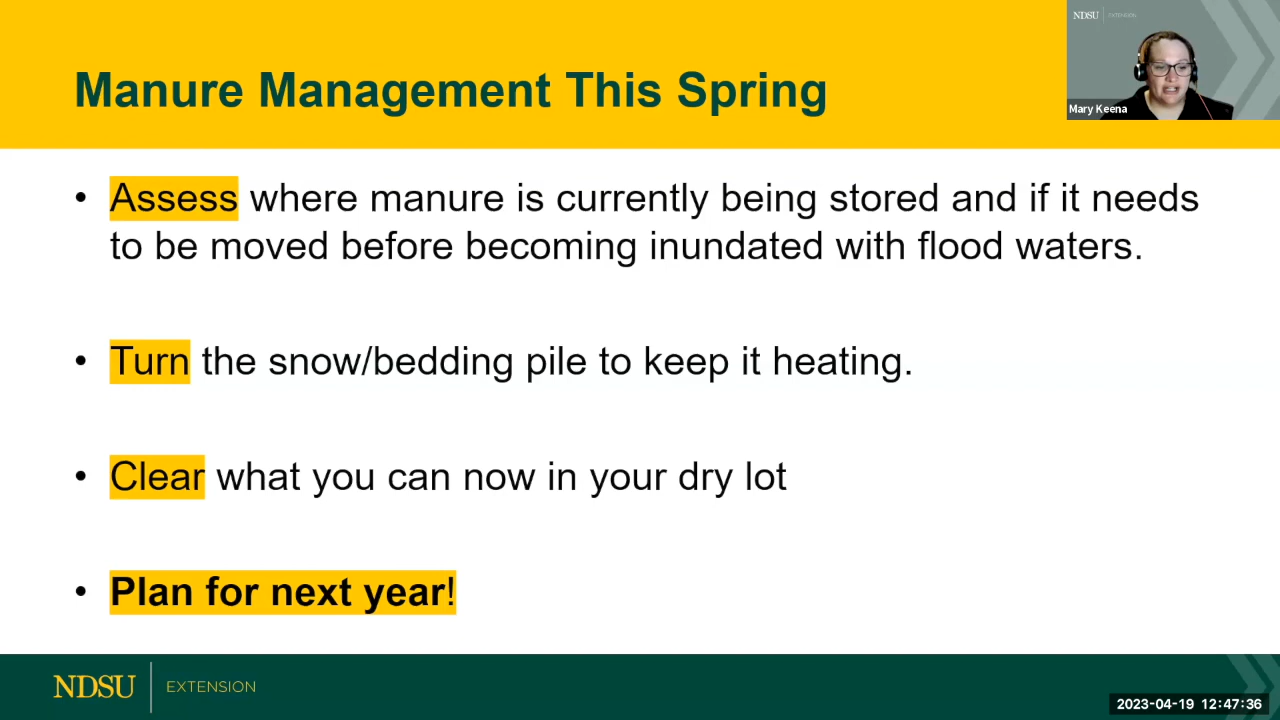 NDSU EXTENSION
Manure Management This Spring
Mary Keena
• Assess where manure is currently being stored and if it needs
to be moved before becoming inundated with flood waters.
• Turn the snow/bedding pile to keep it heating.
• Clear what you can now in your dry lot
• Plan for next year!
NDSU EXTENSION
2023-04-19 12:47:36